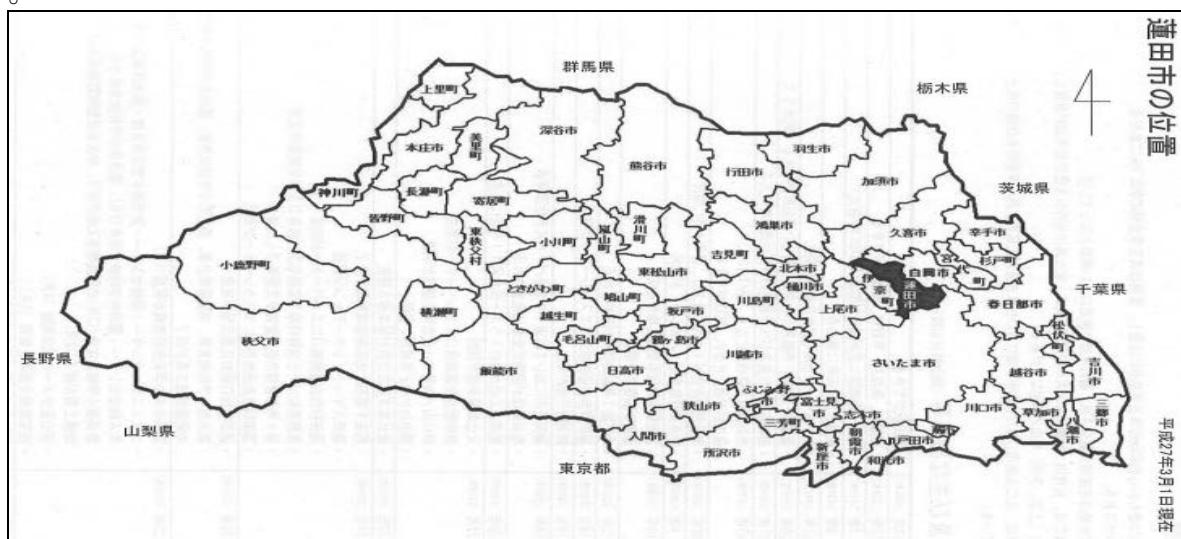 蓮田市の位置
群馬県
栃木県
茨城県
千葉県
長野県
山梨県
東京都
上里町
深谷市
本庄市
美里町
熊谷市
行田市
羽生市
加須市
神川町
長瀞町
寄居町
皆野町
東秩父村
小川町
嵐山町
滑川町
鴻巣市
吉見町
久喜市
幸手市
宮代町
杉戸町
小鹿野町
東松山市
北本市
桶川市
伊奈町
白岡市
蓮田市
春日部市
ときがわ町
鳩山町
川島町
上尾市
横瀬町
越生町
坂戸市
松伏町
秩父市
毛呂山町
鶴ヶ島市
川越市
さいたま市
越谷市
吉川市
飯能市
日高市
狭山市
ふじみ野市
富士見市
川口市
草加市
三郷市
八潮市
入間市
三芳町
志木市
朝霞市
戸田市
蕨市
所沢市
新座市
和光市
平成27年3月1日現在